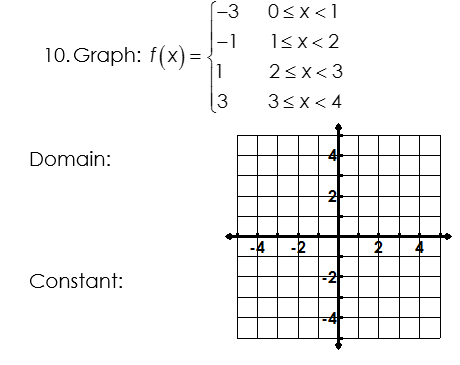 −3 0 ≤ x < 1
−1 1 ≤ x < 2
10. Graph: f(x) =
1 2 ≤ x < 3
3 3 ≤ x < 4
Domain:
4
2
-4 -2 2 4
Constant:
-2
-4